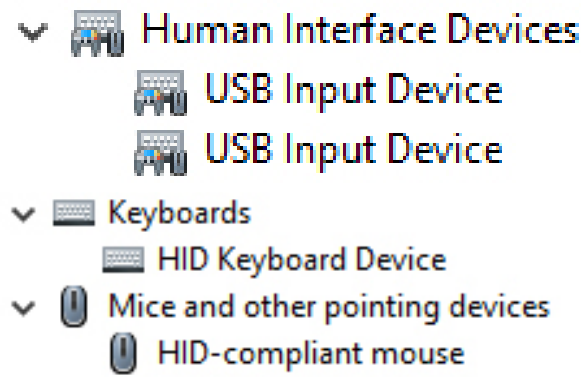 Human Interface Devices
USB Input Device
USB Input Device
Keyboards
HID Keyboard Device
Mice and other pointing devices
HID-compliant mouse